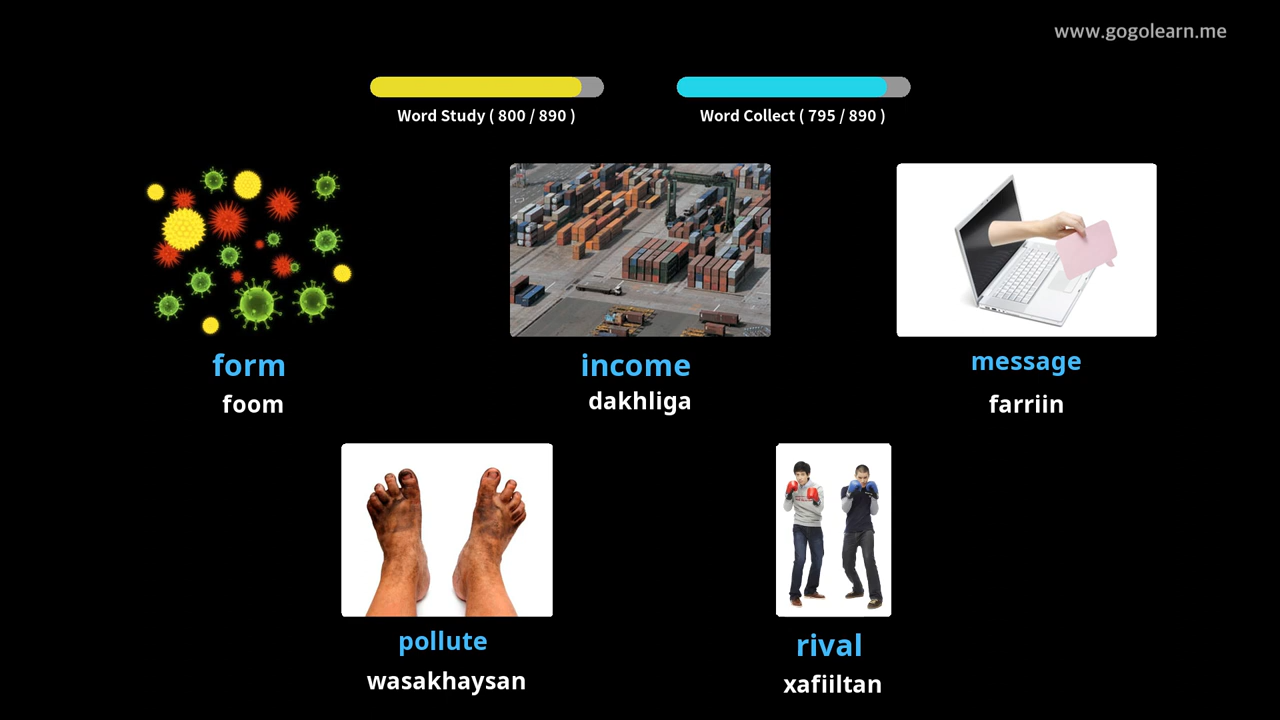 www.gogolearn.me
Word Study ( 800 / 890 )
Word Collect ( 795 / 890 )
form
foom
income
dakhliga
message
farriin
pollute
wasakhaysan
rival
xafiiltan